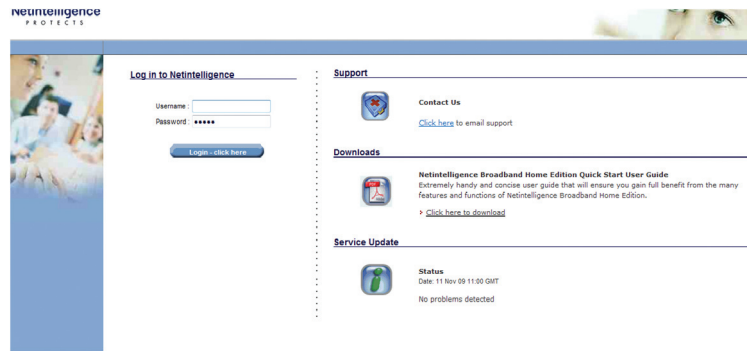 Netintelligence
PROTECTS
Log in to Netintelligence
Username :
Password : •••••
Login - click here
Support
Contact Us
Click here to email support
Downloads
Netintelligence Broadband Home Edition Quick Start User Guide
Extremely handy and concise user guide that will ensure you gain full benefit from the many
features and functions of Netintelligence Broadband Home Edition.
Click here to download
Service Update
Status
Date: 11 Nov 09 11:00 GMT
No problems detected